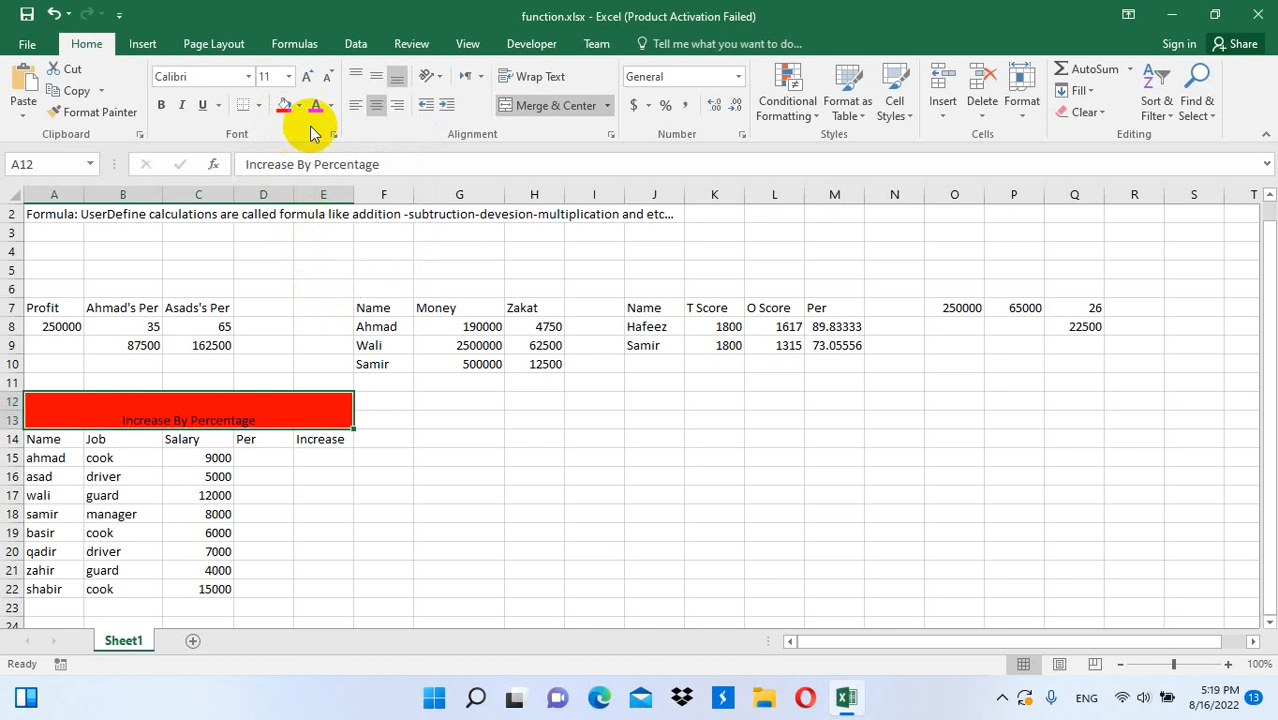 function.xlsx - Excel (Product Activation Failed)
File Home Insert Page Layout Formulas Data Review View Developer Team Tell me what you want to do... Sign in Share
Paste Cut Copy Format Painter Clipboard
Calibri 11 B I U A A A Font
Wrap Text Merge & Center Alignment
General $ % , Number
Conditional Formatting Format as Table Cell Styles Styles
Insert Delete Format Cells
AutoSum Fill Clear Sort & Filter Find & Select Editing
A12 fx Increase By Percentage
A B C D E F G H I J K L M N O P Q R S T
2 Formula: UserDefine calculations are called formula like addition -subtruction-devesion-multiplication and etc...
3
4
5
6
7 Profit Ahmad's Per Asads's Per Name Money Zakat Name T Score O Score Per 250000 65000 26
8 250000 35 65 Ahmad 190000 4750 Hafeez 1800 1617 89.83333 22500
9 87500 162500 Wali 2500000 62500 Samir 1800 1315 73.05556
10 Samir 500000 12500
11
12
13 Increase By Percentage
14 Name Job Salary Per Increase
15 ahmad cook 9000
16 asad driver 5000
17 wali guard 12000
18 samir manager 8000
19 basir cook 6000
20 qadir driver 7000
21 zahir guard 4000
22 shabir cook 15000
23
24
Sheet1
Ready 100%
ENG 5:19 PM 13
8/16/2022